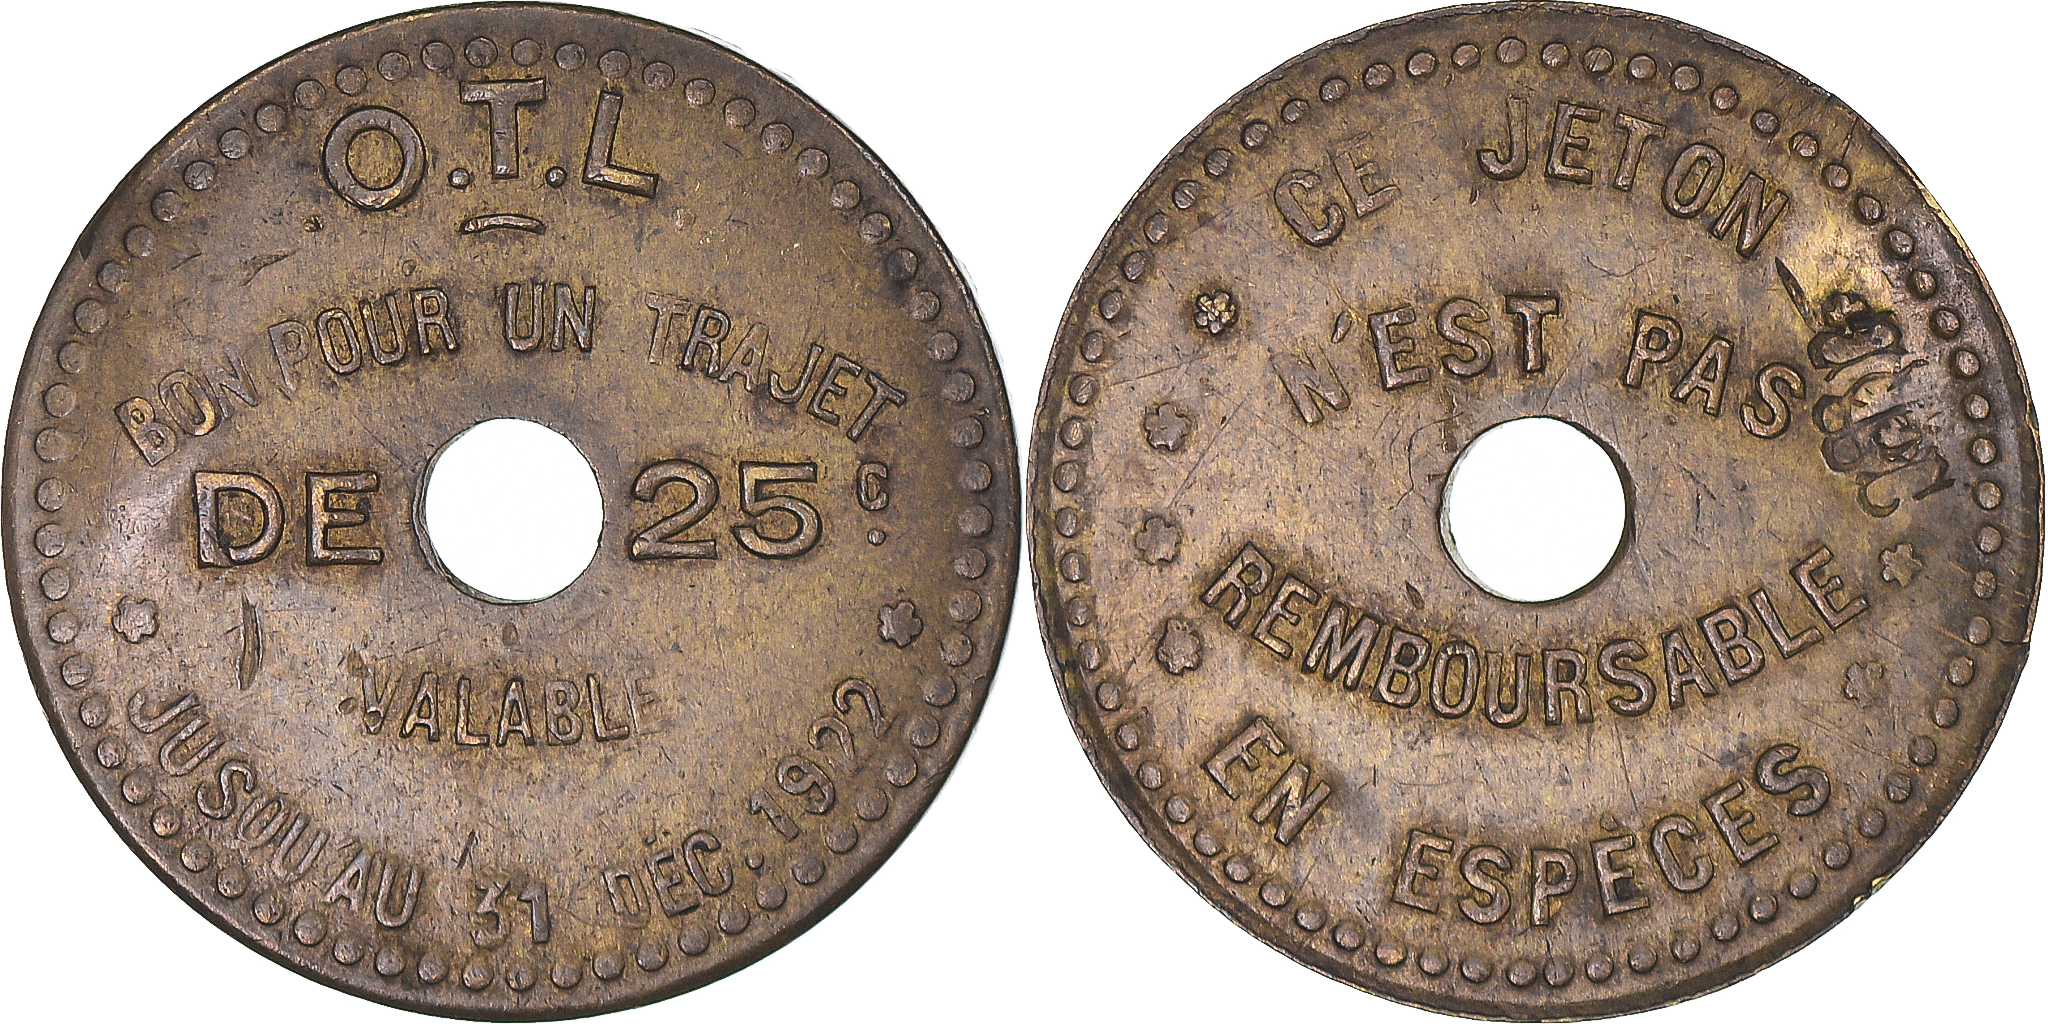 O.T.L
BON POUR UN TRAJET
DE 25 C.
VALABLE
JUSQU'AU 31 DÉC. 1922
CE JETON
N'EST PAS
REMBOURSABLE
EN ESPÈCES